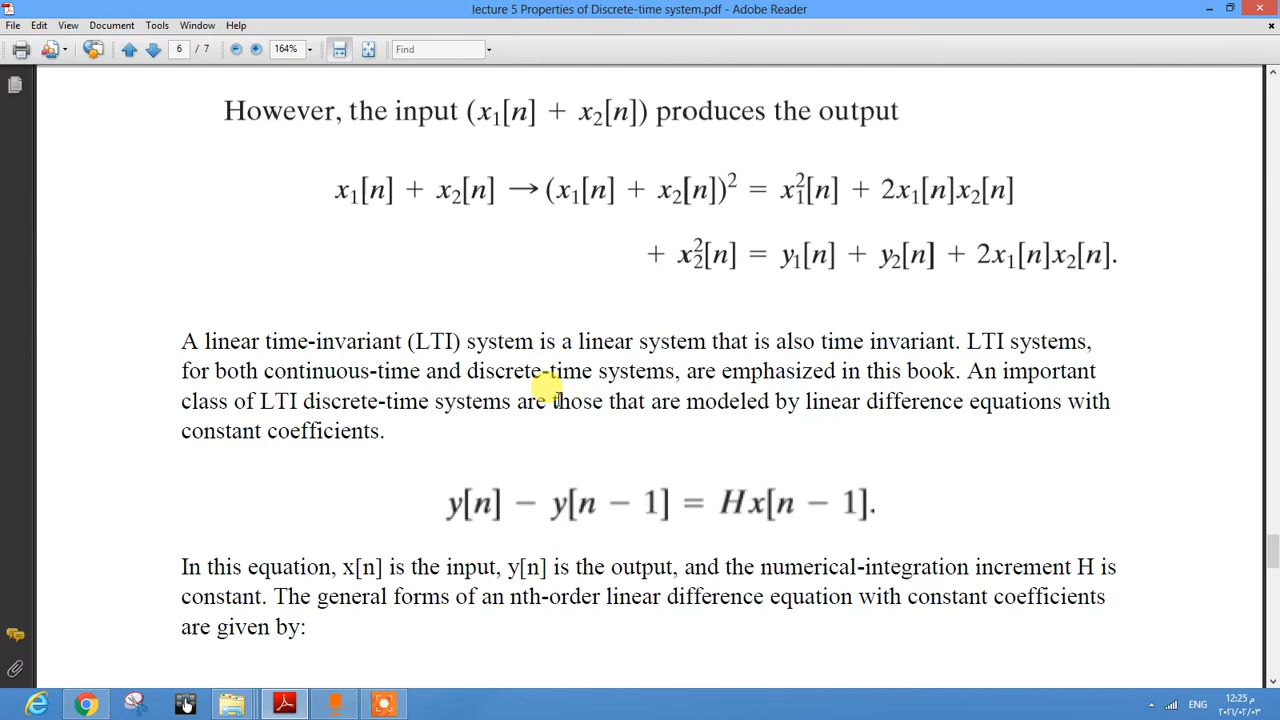 lecture 5 Properties of Discrete-time system.pdf - Adobe Reader
File Edit View Document Tools Window Help
6 / 7 164% Find
However, the input (x₁[n] + x₂[n]) produces the output
x₁[n] + x₂[n] → (x₁[n] + x₂[n])² = x₁²[n] + 2x₁[n]x₂[n]
+ x₂²[n] = y₁[n] + y₂[n] + 2x₁[n]x₂[n].
A linear time-invariant (LTI) system is a linear system that is also time invariant. LTI systems,
for both continuous-time and discrete-time systems, are emphasized in this book. An important
class of LTI discrete-time systems are those that are modeled by linear difference equations with
constant coefficients.
y[n] − y[n − 1] = Hx[n − 1].
In this equation, x[n] is the input, y[n] is the output, and the numerical-integration increment H is
constant. The general forms of an nth-order linear difference equation with constant coefficients
are given by:
ENG
12:25 م
٢٠٢١/٠٢/٠٣